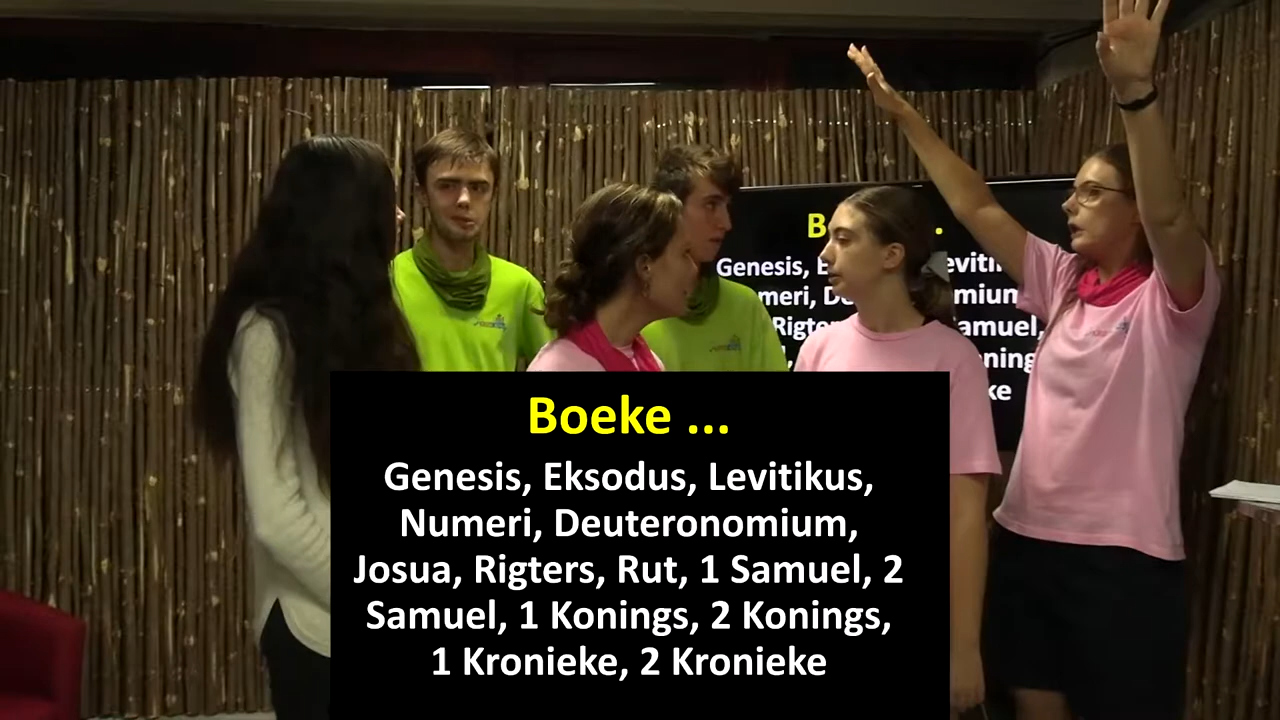 Boeke ...
Genesis, Eksodus, Levitikus,
Numeri, Deuteronomium,
Josua, Rigters, Rut, 1 Samuel, 2
Samuel, 1 Konings, 2 Konings,
1 Kronieke, 2 Kronieke
Genesis,